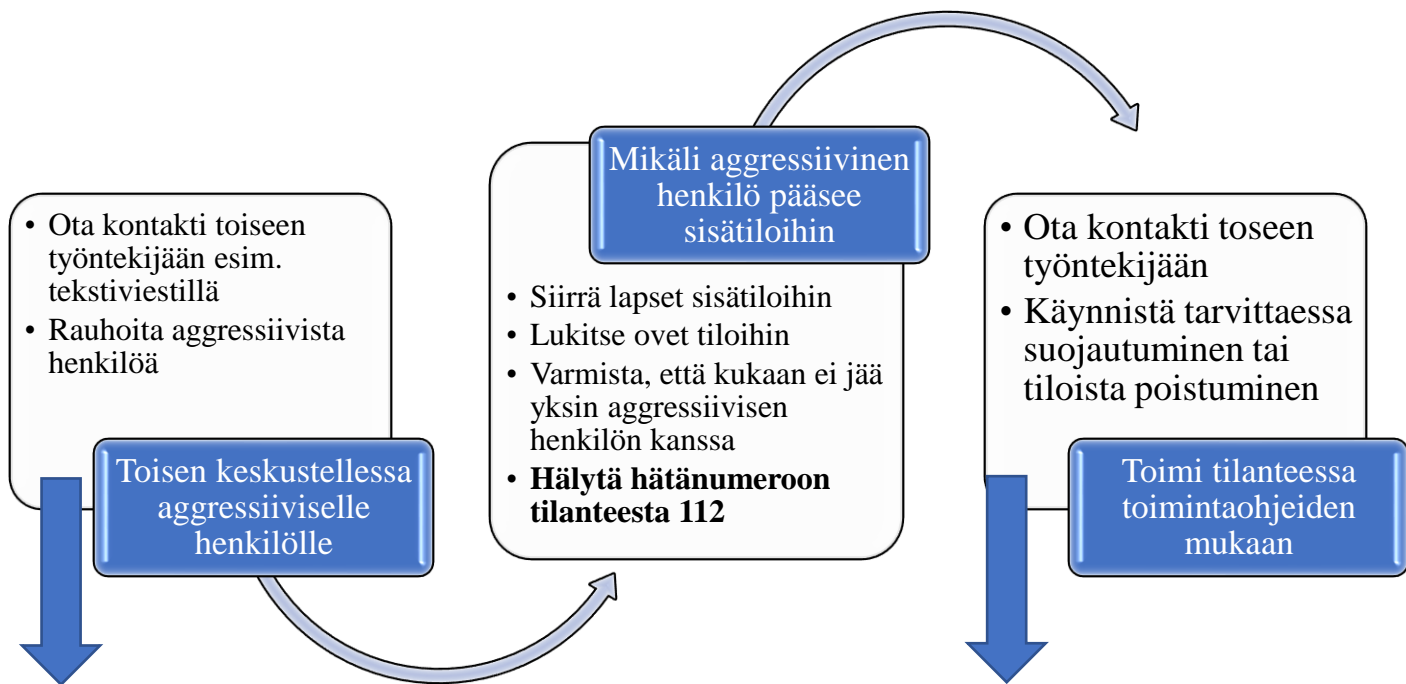 • Ota kontakti toiseen
työntekijään esim.
tekstiviestillä
• Rauhoita aggressiivista
henkilöä
Toisen keskustellessa
aggressiiviselle
henkilölle
Mikäli aggressiivinen
henkilö pääsee
sisätiloihin
• Siirrä lapset sisätiloihin
• Lukitse ovet tiloihin
• Varmista, että kukaan ei jää
yksin aggressiivisen
henkilön kanssa
• Hälytä hätänumeroon
tilanteesta 112
• Ota kontakti toseen
työntekijään
• Käynnistä tarvittaessa
suojautuminen tai
tiloista poistuminen
Toimi tilanteessa
toimintaohjeiden
mukaan